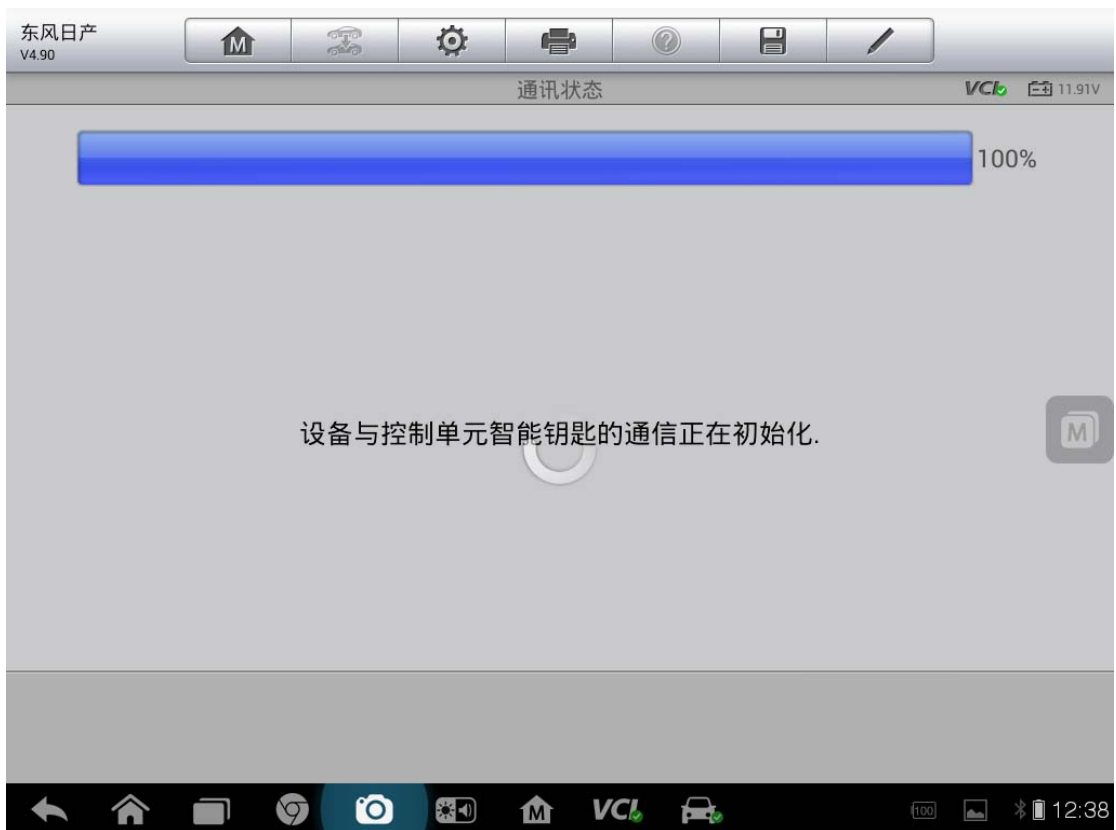 东风日产
V4.90
M
通讯状态
VCI
11.91V
100%
设备与控制单元智能钥匙的通信正在初始化.
M
M
VCI
100
12:38